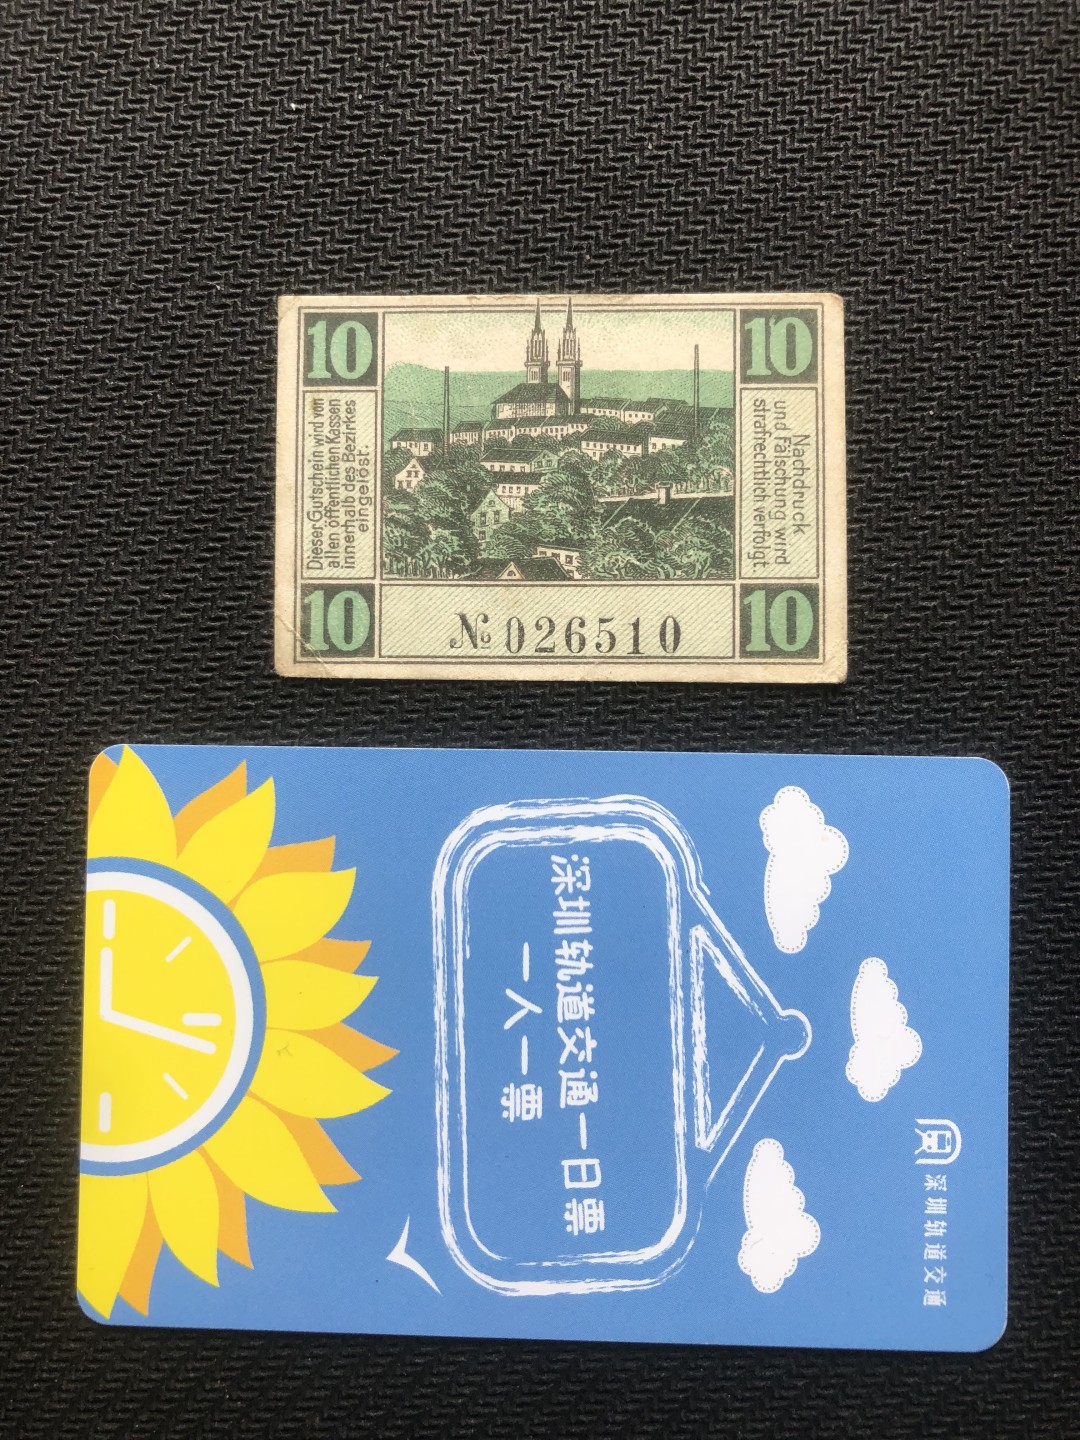 10
10
Dieser Gutschein wird von
allen öffentlichen Kassen
innerhalb des Bezirkes
eingelöst.
Nachdruck
und Fälschung wird
strafrechtlich verfolgt.
10
№ 026510
10
深圳轨道交通一日票
一人一票
深圳轨道交通